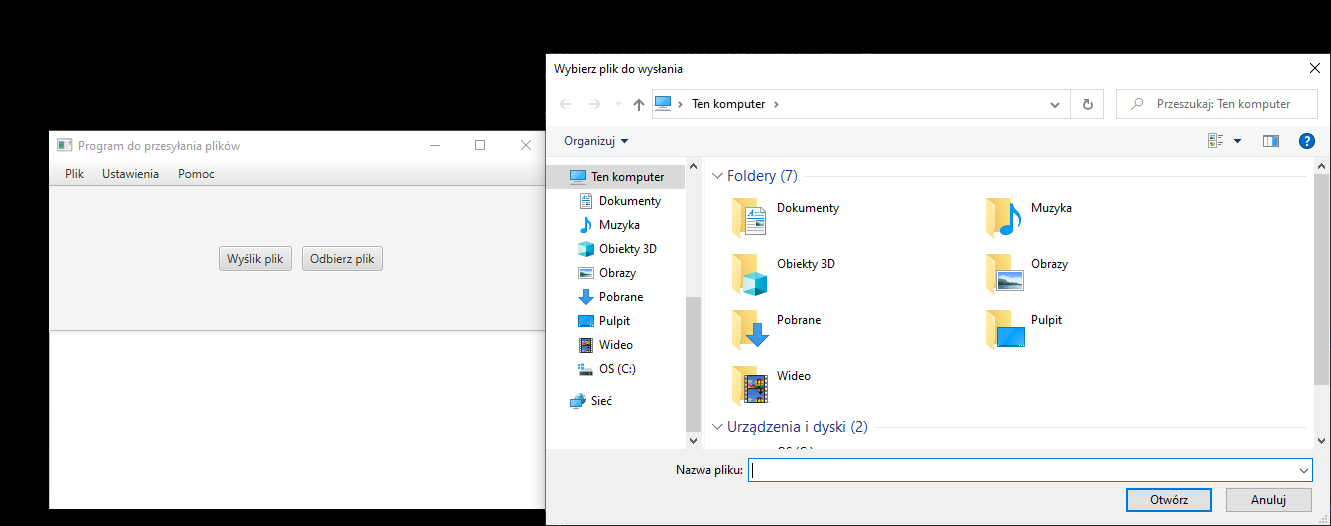 Program do przesyłania plików
Plik Ustawienia Pomoc
Wyślik plik Odbierz plik
Wybierz plik do wysłania
Ten komputer
Przeszukaj: Ten komputer
Organizuj
Ten komputer
Dokumenty
Muzyka
Obiekty 3D
Obrazy
Pobrane
Pulpit
Wideo
OS (C:)
Sieć
Foldery (7)
Dokumenty Muzyka
Obiekty 3D Obrazy
Pobrane Pulpit
Wideo
Urządzenia i dyski (2)
Nazwa pliku:
Otwórz Anuluj